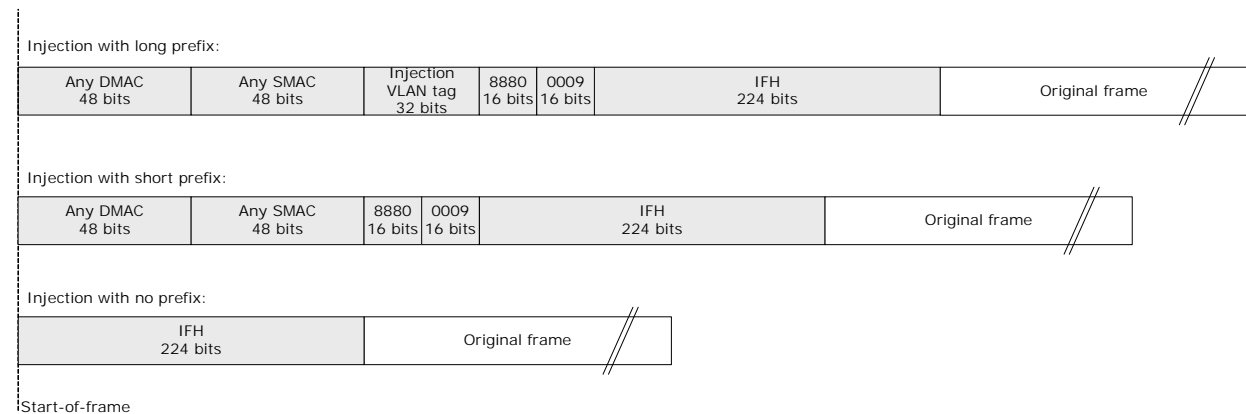 Injection with long prefix:
Any DMAC
48 bits
Any SMAC
48 bits
Injection
VLAN tag
32 bits
8880
16 bits
0009
16 bits
IFH
224 bits
Original frame
Injection with short prefix:
Any DMAC
48 bits
Any SMAC
48 bits
8880
16 bits
0009
16 bits
IFH
224 bits
Original frame
Injection with no prefix:
IFH
224 bits
Original frame
Start-of-frame